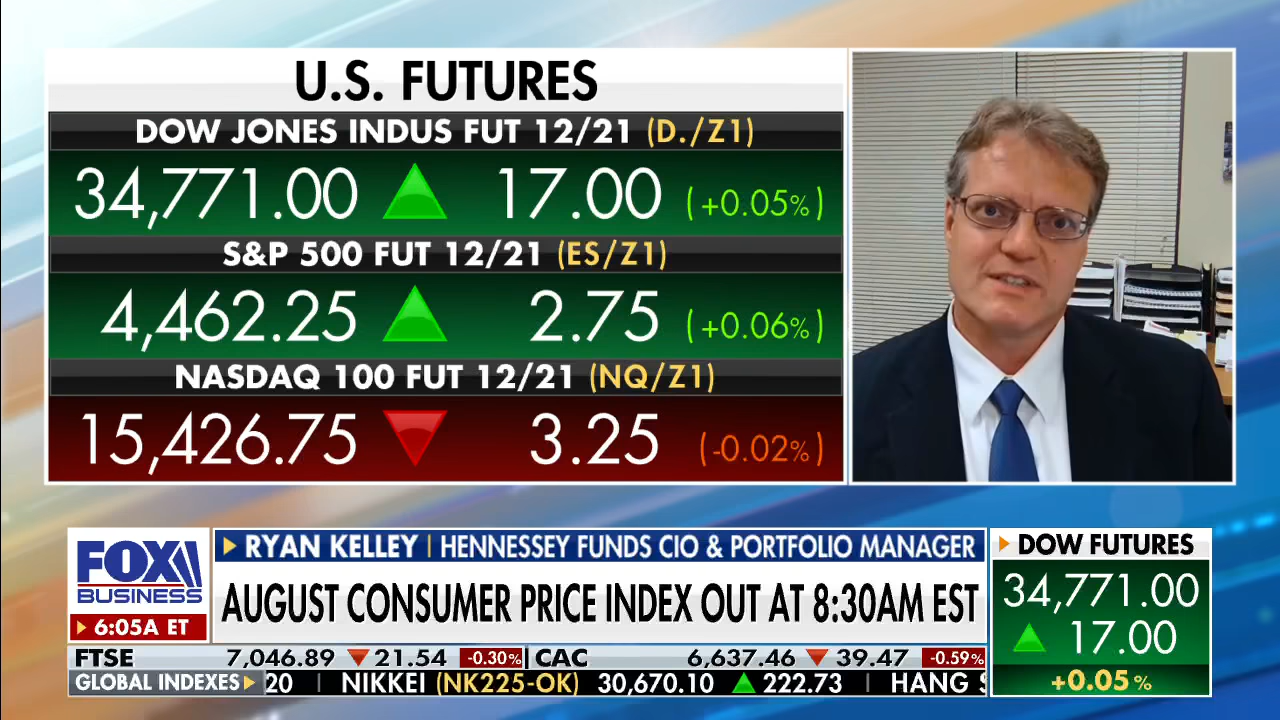 U.S. FUTURES
DOW JONES INDUS FUT 12/21 (D./Z1)
34,771.00 17.00 (+0.05%)
S&P 500 FUT 12/21 (ES/Z1)
4,462.25 2.75 (+0.06%)
NASDAQ 100 FUT 12/21 (NQ/Z1)
15,426.75 3.25 (-0.02%)
FOX
BUSINESS
6:05A ET
RYAN KELLEY | HENNESSEY FUNDS CIO & PORTFOLIO MANAGER
AUGUST CONSUMER PRICE INDEX OUT AT 8:30AM EST
DOW FUTURES
34,771.00
17.00
+0.05%
FTSE 7,046.89 21.54 -0.30% CAC 6,637.46 39.47 -0.59%
GLOBAL INDEXES 20 | NIKKEI (NK225-OK) 30,670.10 222.73 | HANG S